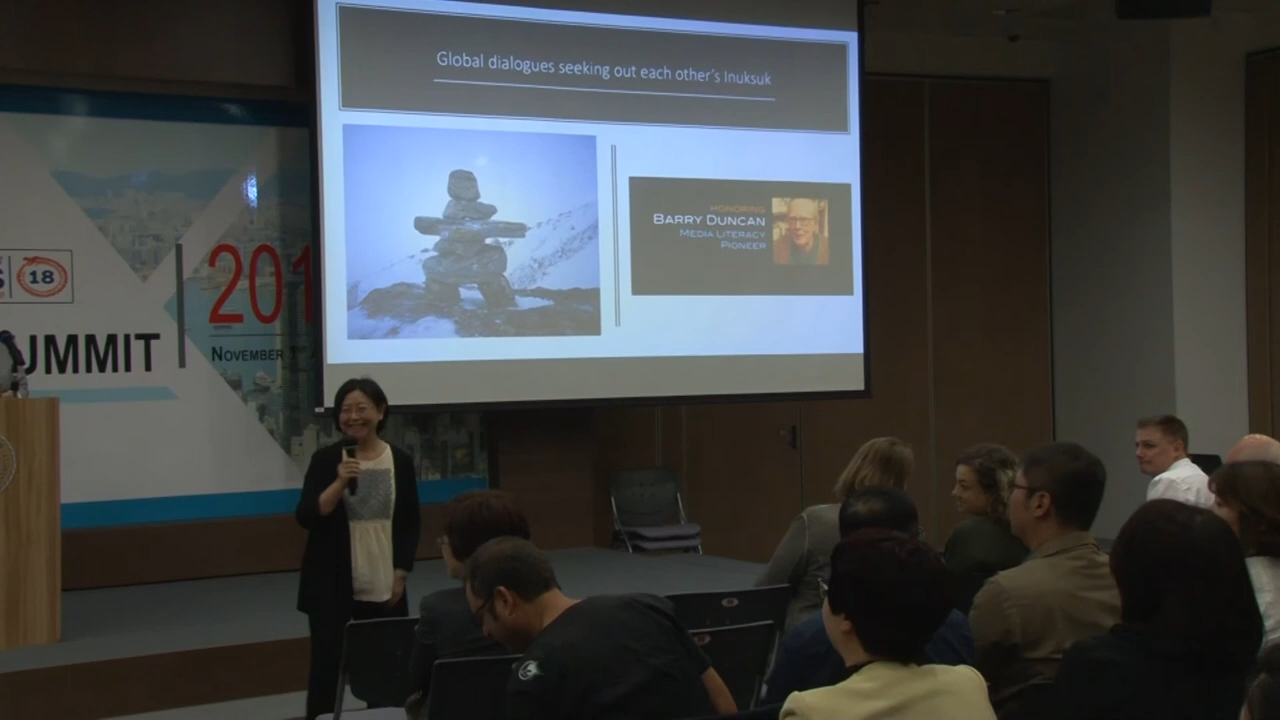 Global dialogues seeking out each other's Inuksuk
HONORING
BARRY DUNCAN
MEDIA LITERACY
PIONEER
S
18
UMMIT
201
NOVEMBER